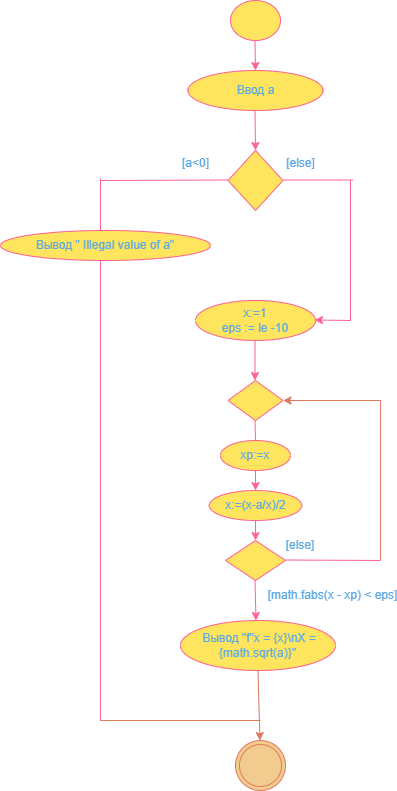 Ввод a
[a<0]
[else]
Вывод " Illegal value of a"
x:=1
eps := le -10
xp:=x
x:=(x-a/x)/2
[else]
[math.fabs(x - xp) < eps]
Вывод "f"x = {x}\nX =
{math.sqrt(a)}"